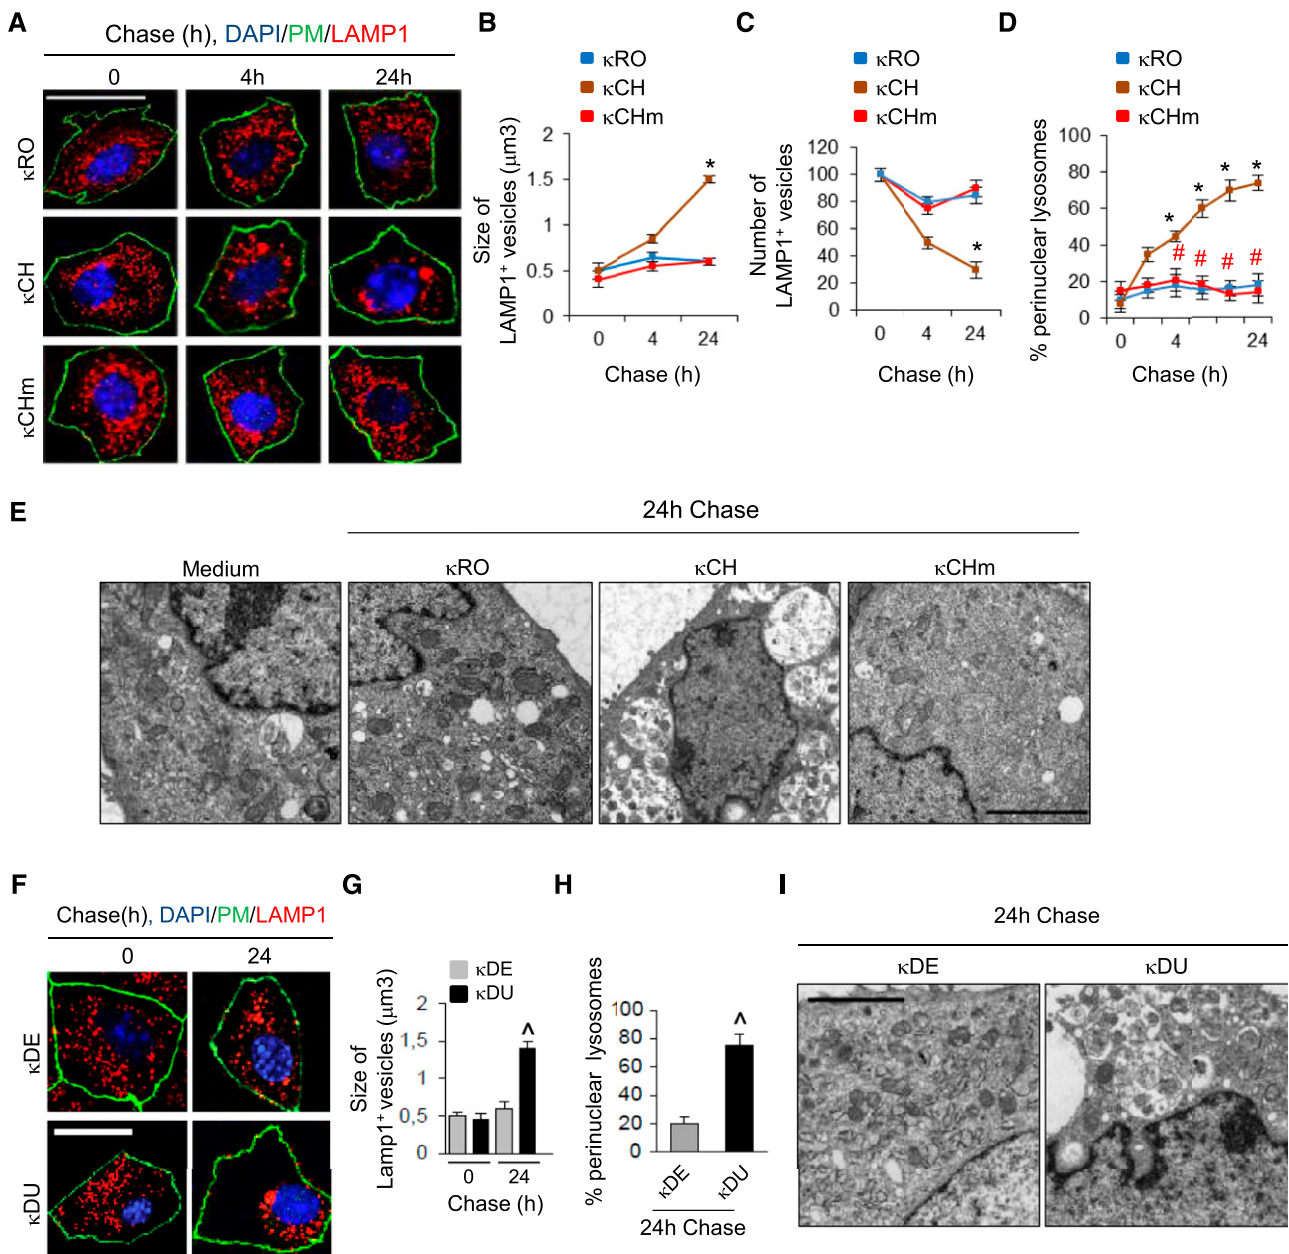 A
Chase (h), DAPI/PM/LAMP1
0 4h 24h
κRO
κCH
κCHm
B
κRO
κCH
κCHm
Size of
LAMP1+ vesicles (μm3)
2
1.5
1
0.5
0
*
0 4 24
Chase (h)
C
κRO
κCH
κCHm
Number of
LAMP1+ vesicles
120
100
80
60
40
20
0
*
0 4 24
Chase (h)
D
κRO
κCH
κCHm
% perinuclear lysosomes
100
80
60
40
20
0
* * * *
# # # #
0 4 24
Chase (h)
E
24h Chase
Medium κRO κCH κCHm
F
Chase(h), DAPI/PM/LAMP1
0 24
κDE
κDU
G
κDE
κDU
Size of
Lamp1+ vesicles (μm3)
2
1,5
1
0,5
0
^
0 24
Chase (h)
H
% perinuclear lysosomes
100
80
60
40
20
0
^
κDE κDU
24h Chase
I
24h Chase
κDE κDU